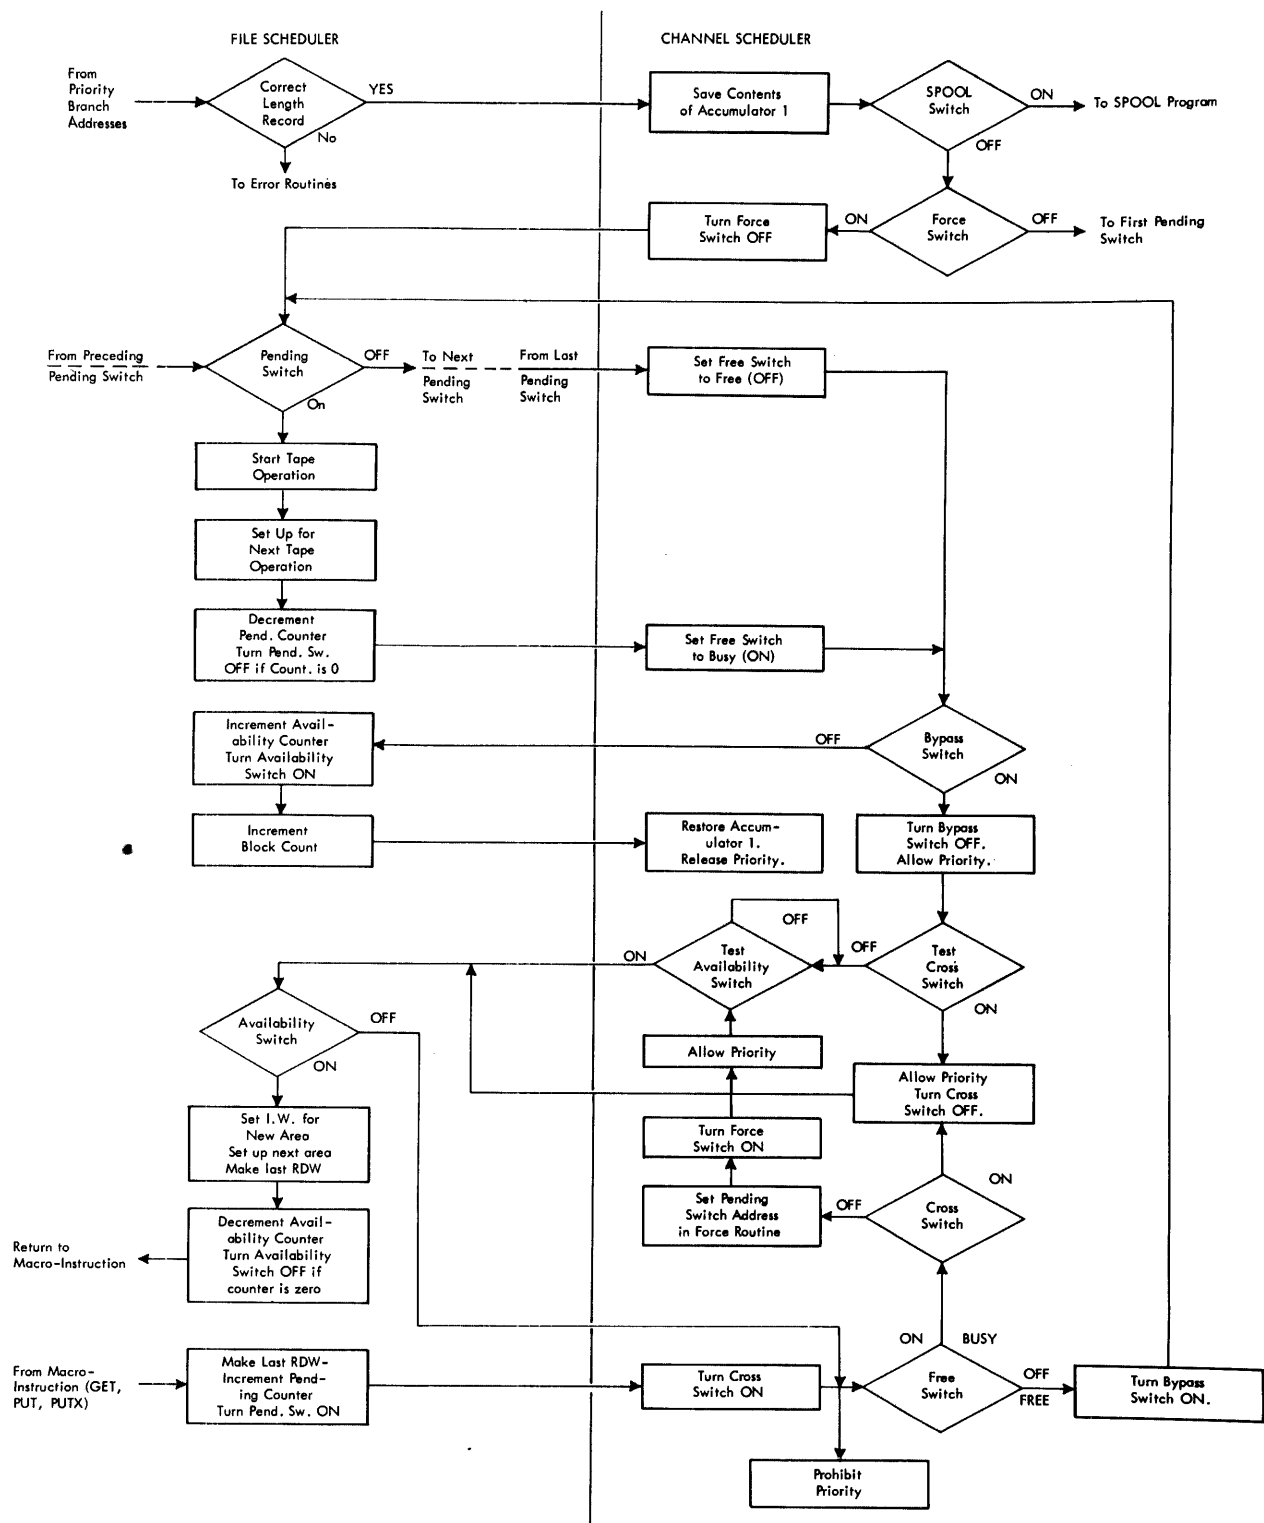 FILE SCHEDULER
CHANNEL SCHEDULER
From
Priority
Branch
Addresses
Correct
Length
Record
YES
No
To Error Routines
Save Contents
of Accumulator 1
SPOOL
Switch
ON
To SPOOL Program
OFF
Turn Force
Switch OFF
ON
Force
Switch
OFF
To First Pending
Switch
From Preceding
Pending Switch
Pending
Switch
OFF
On
To Next
Pending
Switch
From Last
Pending
Switch
Set Free Switch
to Free (OFF)
Start Tape
Operation
Set Up for
Next Tape
Operation
Decrement
Pend. Counter
Turn Pend. Sw.
OFF if Count. is 0
Set Free Switch
to Busy (ON)
Increment Avail-
ability Counter
Turn Availability
Switch ON
OFF
Bypass
Switch
ON
Increment
Block Count
Restore Accum-
ulator 1.
Release Priority.
Turn Bypass
Switch OFF.
Allow Priority.
OFF
ON
Test
Availability
Switch
OFF
Test
Cross
Switch
ON
Availability
Switch
OFF
ON
Allow Priority
Allow Priority
Turn Cross
Switch OFF.
Set I.W. for
New Area
Set up next area
Make last RDW
Turn Force
Switch ON
ON
Set Pending
Switch Address
in Force Routine
OFF
Cross
Switch
Return to
Macro-Instruction
Decrement Avail-
ability Counter
Turn Availability
Switch OFF if
counter is zero
ON
BUSY
From Macro-
Instruction (GET,
PUT, PUTX)
Make Last RDW-
Increment Pend-
ing Counter
Turn Pend. Sw. ON
Turn Cross
Switch ON
Free
Switch
OFF
FREE
Turn Bypass
Switch ON.
Prohibit
Priority